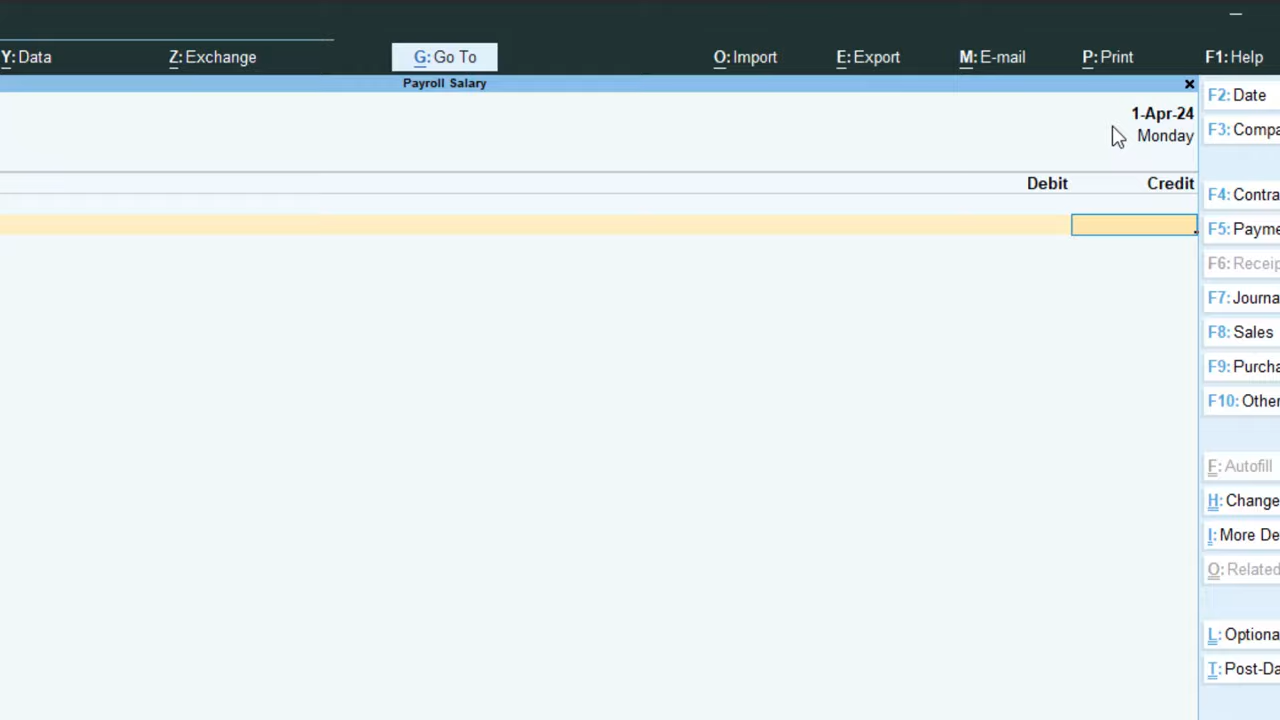 Y: Data Z: Exchange G: Go To O: Import E: Export M: E-mail P: Print F1: Help
Payroll Salary
1-Apr-24
Monday
Debit Credit
F2: Date
F3: Compa
F4: Contra
F5: Payme
F6: Receip
F7: Journa
F8: Sales
F9: Purcha
F10: Other
F: Autofill
H: Change
I: More De
O: Related
L: Optiona
T: Post-Da